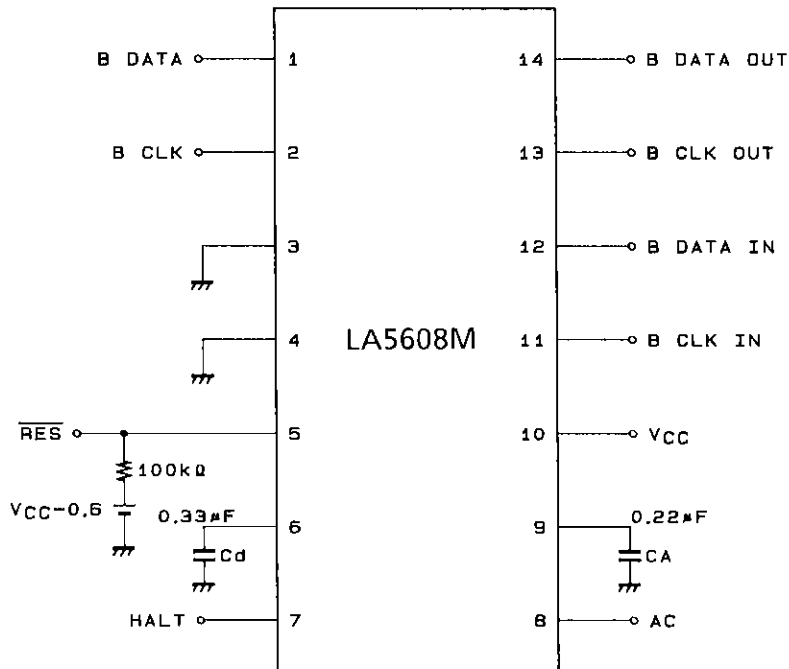 B DATA 1 14 B DATA OUT
B CLK 2 13 B CLK OUT
3 12 B DATA IN
4 LA5608M 11 B CLK IN
RES 5 10 VCC
100kΩ
VCC-0.6 0.33µF 6 9 0.22µF
Cd CA
HALT 7 8 AC